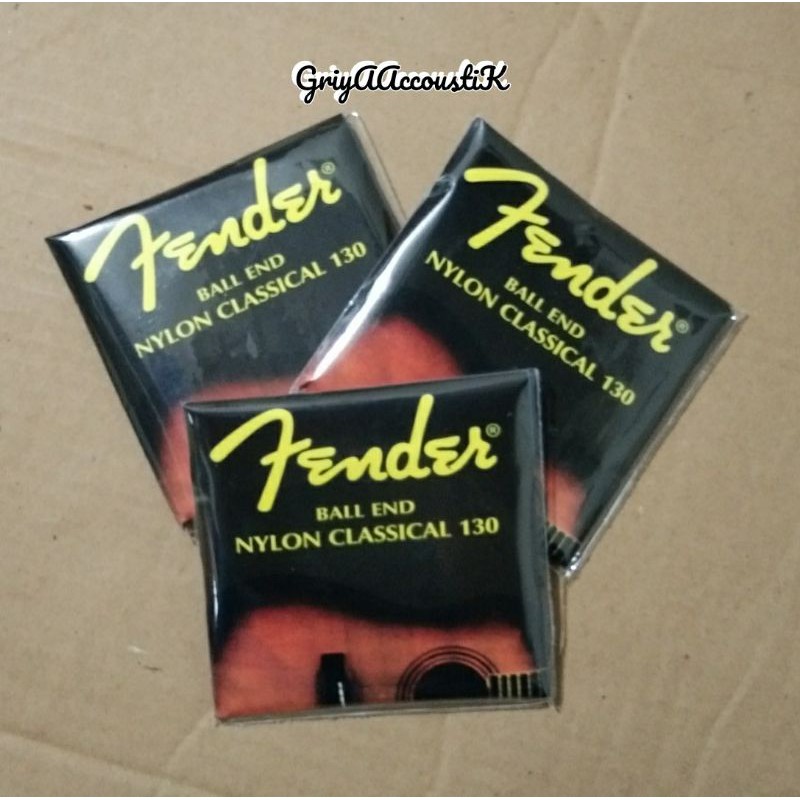 GriyAAccoustiK
Fender®
BALL END
NYLON CLASSICAL 130
Fender®
BALL END
NYLON CLASSICAL 130
Fender®
BALL END
NYLON CLASSICAL 130